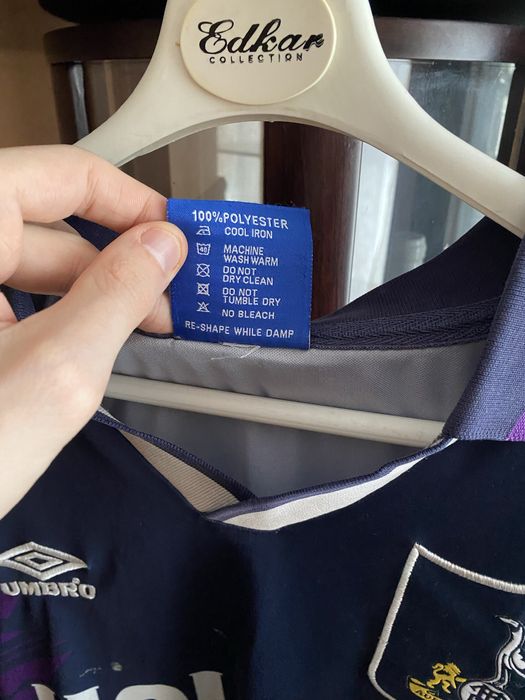 Edkar
COLLECTION
100%POLYESTER
COOL IRON
40
MACHINE
WASH WARM
DO NOT
DRY CLEAN
DO NOT
TUMBLE DRY
NO BLEACH
RE-SHAPE WHILE DAMP
UMBRO